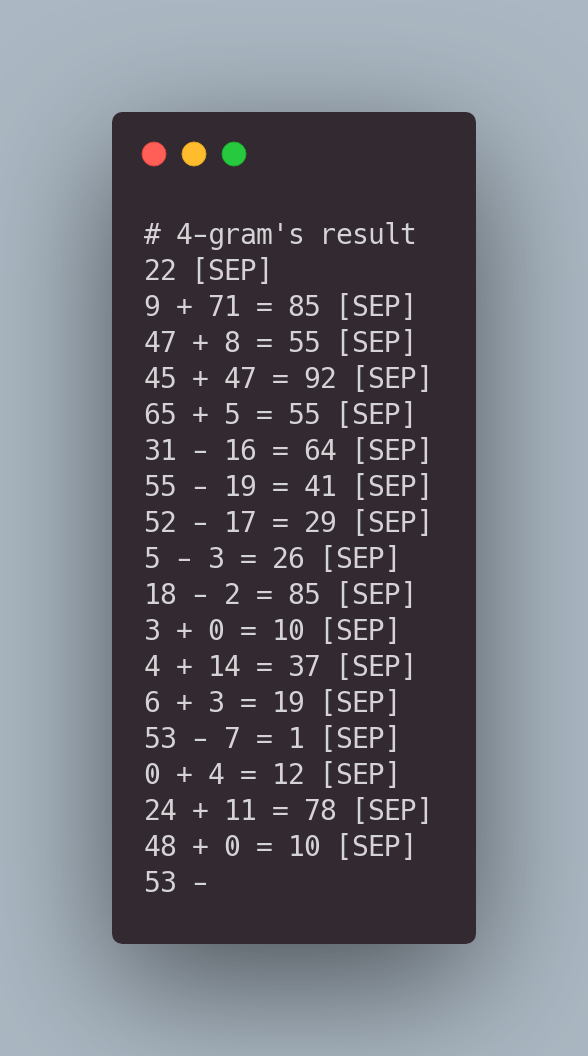 # 4-gram's result
22 [SEP]
9 + 71 = 85 [SEP]
47 + 8 = 55 [SEP]
45 + 47 = 92 [SEP]
65 + 5 = 55 [SEP]
31 - 16 = 64 [SEP]
55 - 19 = 41 [SEP]
52 - 17 = 29 [SEP]
5 - 3 = 26 [SEP]
18 - 2 = 85 [SEP]
3 + 0 = 10 [SEP]
4 + 14 = 37 [SEP]
6 + 3 = 19 [SEP]
53 - 7 = 1 [SEP]
0 + 4 = 12 [SEP]
24 + 11 = 78 [SEP]
48 + 0 = 10 [SEP]
53 -